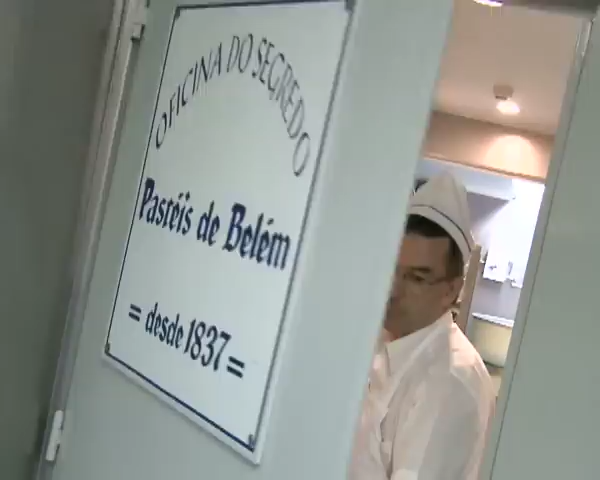 OFICINA DO SEGREDO
Pastéis de Belém
= desde 1837 =